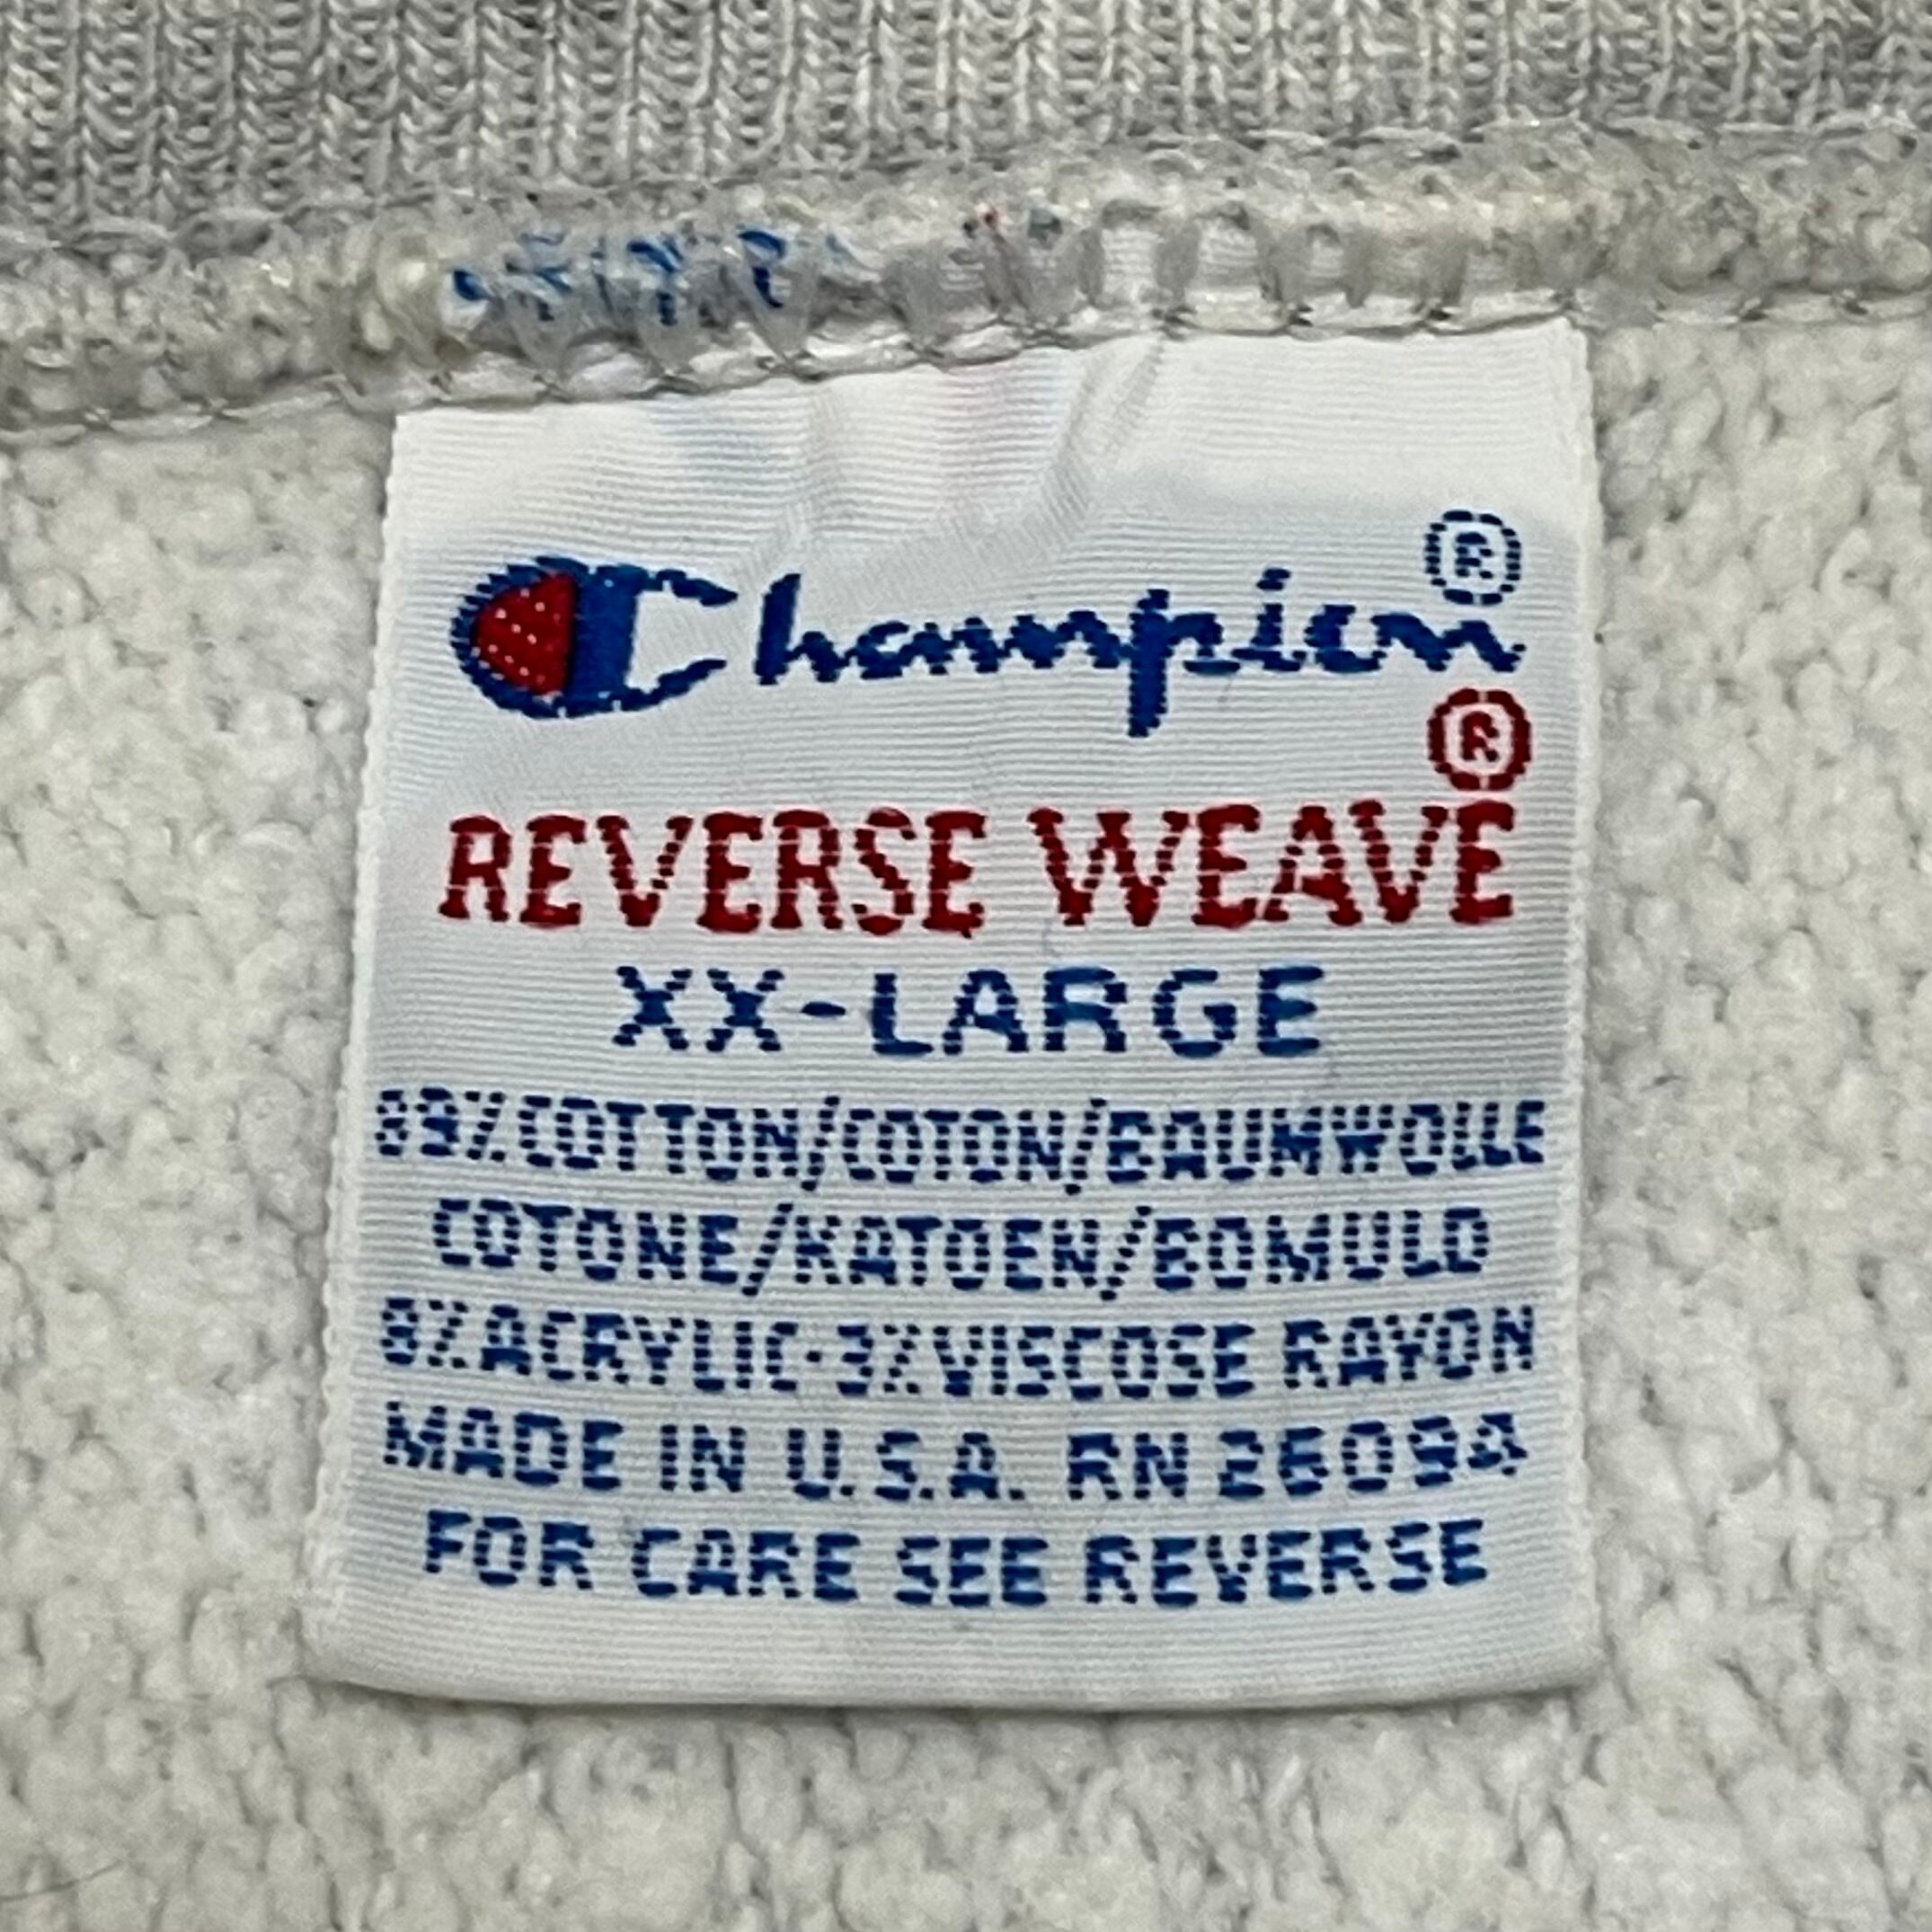 Champion®
®
REVERSE WEAVE
XX-LARGE
89%COTTON/COTON/BAUMWOLLE
COTONE/KATOEN/BOMULD
8%ACRYLIC-3%VISCOSE RAYON
MADE IN U.S.A. RN 26094
FOR CARE SEE REVERSE